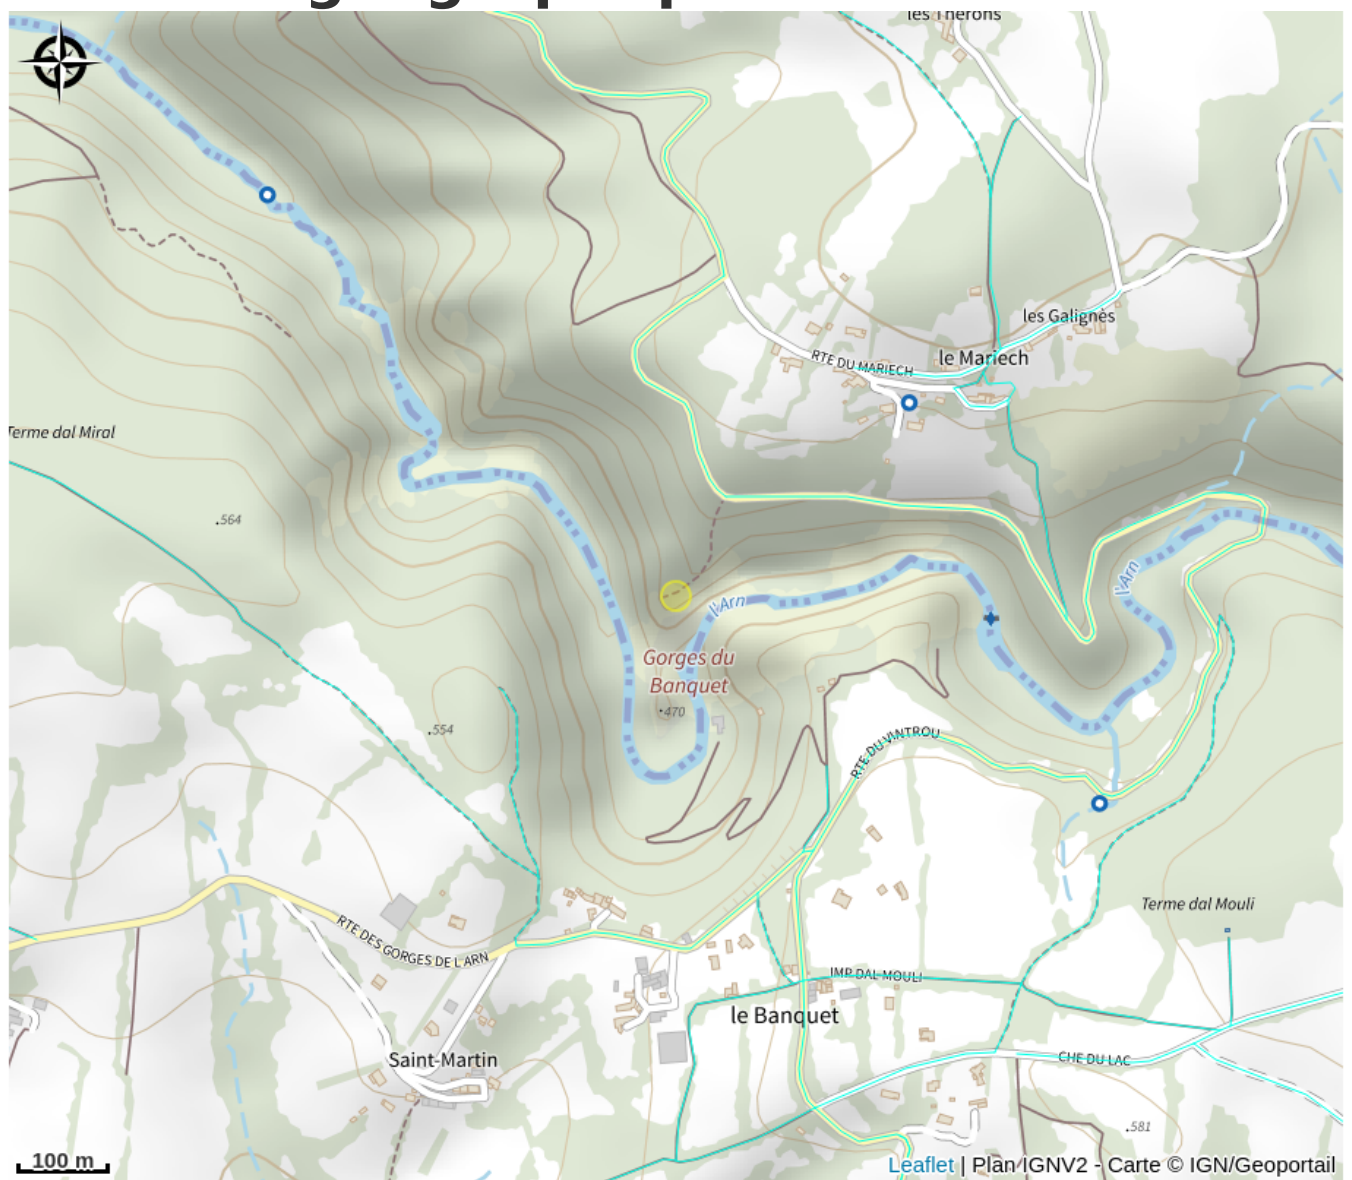 les Thérons
RTE DU MARIECH
le Mariech
les Galignès
Terme dal Miral
.564
l'Arn
l'Arn
Gorges du
Banquet
.470
.554
RTE DU VINTROU
Terme dal Mouli
RTE DES GORGES DE L ARN
IMP DAL MOULI
le Banquet
Saint-Martin
CHE DU LAC
.581
100 m
Leaflet | Plan IGNV2 - Carte © IGN/Geoportail